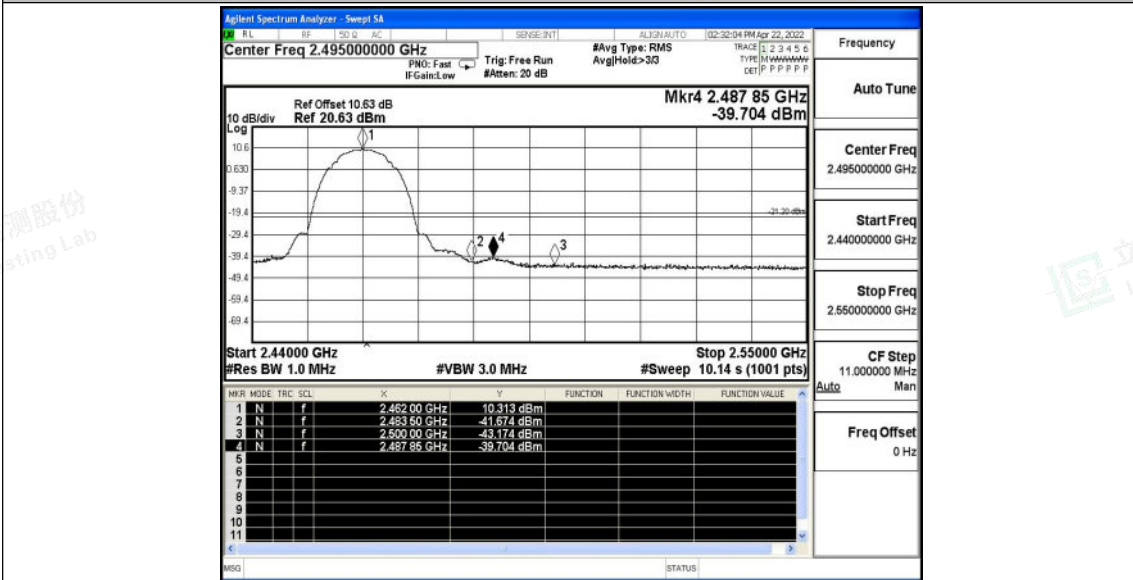 Agilent Spectrum Analyzer - Swept SA
RL RF 50 Ω AC SENSE:INT ALIGNAUTO 02:32:04 PM Apr 22, 2022
Center Freq 2.495000000 GHz
PNO: Fast
IFGain:Low
Trig: Free Run
#Atten: 20 dB
#Avg Type: RMS
Avg|Hold:>3/3
TRACE 1 2 3 4 5 6
TYPE M WWWWW
DET P P P P P P
Mkr4 2.487 85 GHz
-39.704 dBm
Ref Offset 10.63 dB
10 dB/div Ref 20.63 dBm
Log
10.6
0.630
-9.37
-19.4
-29.4
-39.4
-49.4
-59.4
-69.4
1
2
4
3
-21.20 dBm
Start 2.44000 GHz Stop 2.55000 GHz
#Res BW 1.0 MHz #VBW 3.0 MHz #Sweep 10.14 s (1001 pts)
MKR MODE TRC SCL X Y FUNCTION FUNCTION WIDTH FUNCTION VALUE
1 N f 2.462 00 GHz 10.313 dBm
2 N f 2.483 50 GHz -41.674 dBm
3 N f 2.500 00 GHz -43.174 dBm
4 N f 2.487 85 GHz -39.704 dBm
5
6
7
8
9
10
11
MSG STATUS
Frequency
Auto Tune
Center Freq
2.495000000 GHz
Start Freq
2.440000000 GHz
Stop Freq
2.550000000 GHz
CF Step
11.000000 MHz
Auto Man
Freq Offset
0 Hz
测股份
sting Lab
立